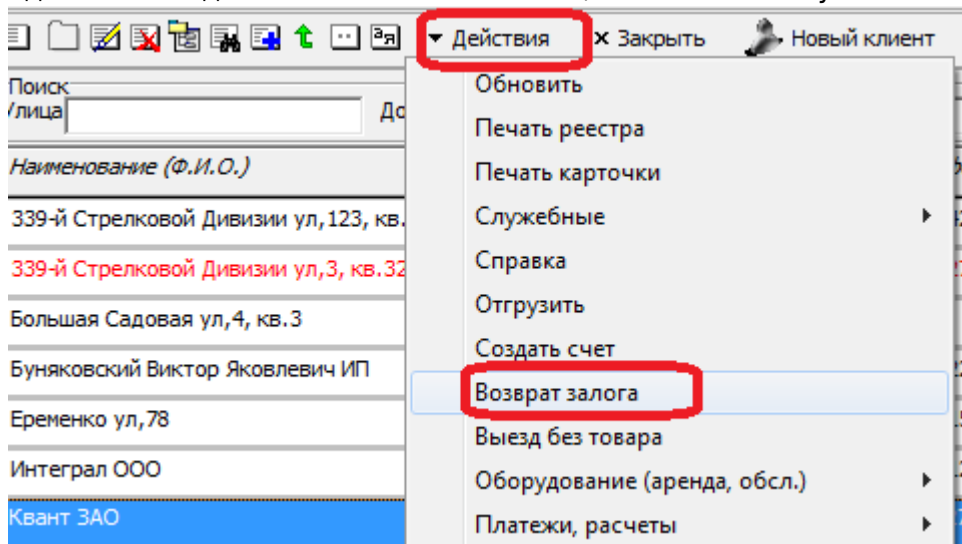 Действия
Закрыть
Новый клиент
Поиск
Улица
До
Наименование (Ф.И.О.)
339-й Стрелковой Дивизии ул,123, кв.
339-й Стрелковой Дивизии ул,3, кв.32
Большая Садовая ул,4, кв.3
Буняковский Виктор Яковлевич ИП
Еременко ул,78
Интеграл ООО
Квант ЗАО
Обновить
Печать реестра
Печать карточки
Служебные
Справка
Отгрузить
Создать счет
Возврат залога
Выезд без товара
Оборудование (аренда, обсл.)
Платежи, расчеты